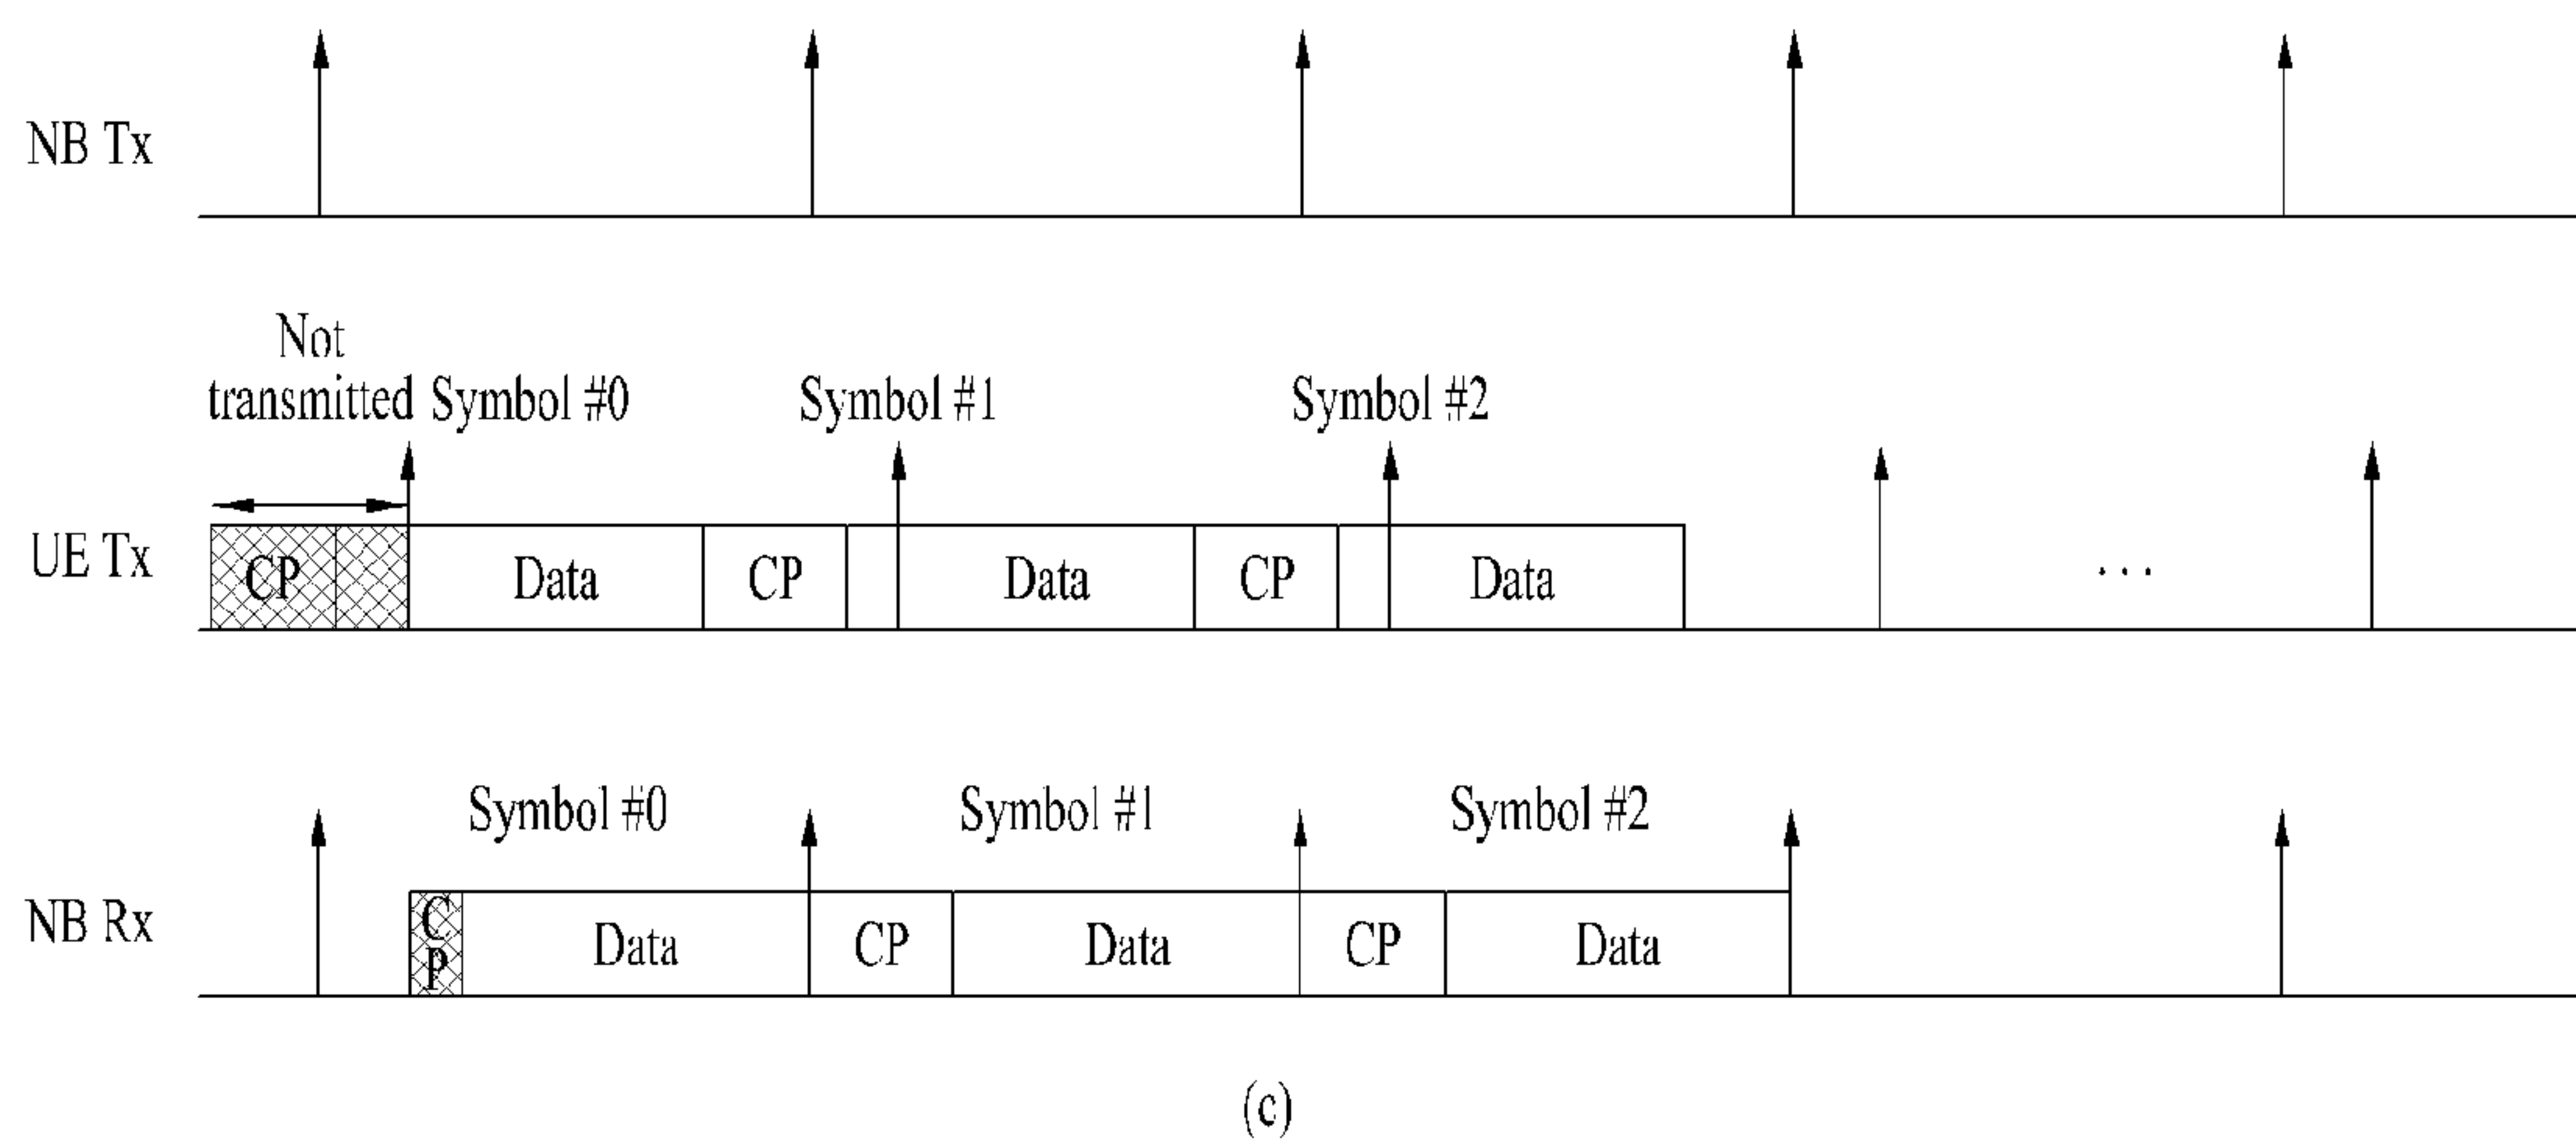 NB Tx
Not
transmitted Symbol #0 Symbol #1 Symbol #2
UE Tx CP Data CP Data CP Data ...
Symbol #0 Symbol #1 Symbol #2
NB Rx CP Data CP Data CP Data
(c)